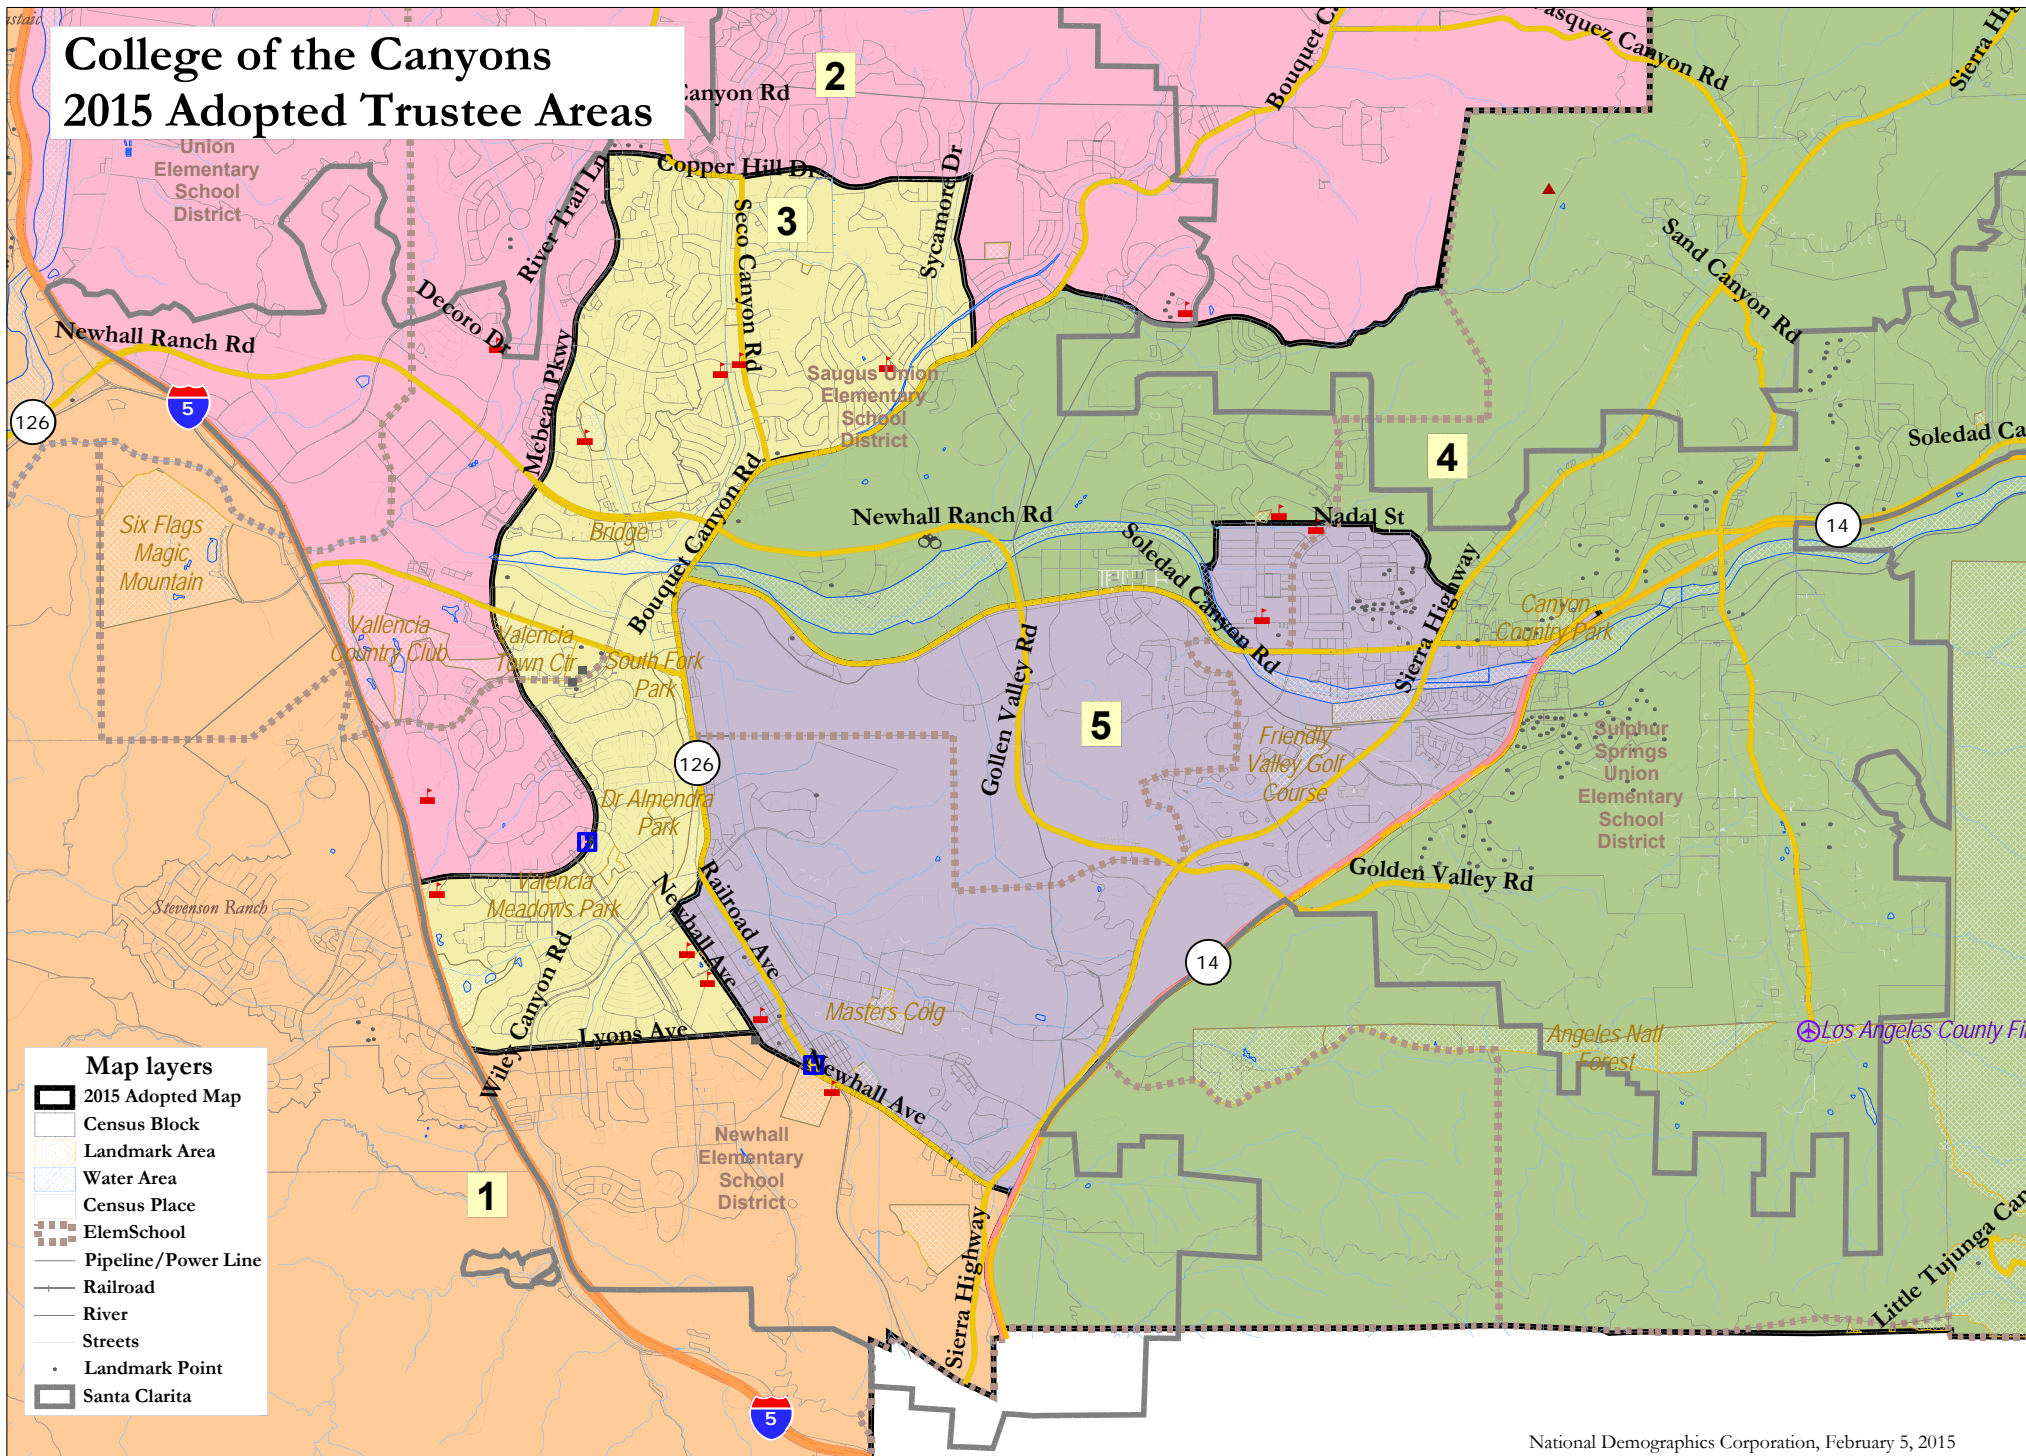 College of the Canyons
2015 Adopted Trustee Areas
2
Canyon Rd
Bouquet Ca
asquez Canyon Rd
Sierra Hi
astaic
Union
Elementary
School
District
Copper Hill Dr
3
River Trail Ln
Seco Canyon Rd
Sycamore Dr
Sand Canyon Rd
Decoro Dr
Newhall Ranch Rd
5
126
Mcbean Pkwy
Saugus Union
Elementary
School
District
4
Soledad Ca
Six Flags
Magic
Mountain
Bridge
Bouquet Canyon Rd
Newhall Ranch Rd
Soledad Canyon Rd
Nadal St
14
Sierra Highway
Canyon
Country Park
Vallencia
Country Club
Valencia
Town Ctr
South Fork
Park
Gollen Valley Rd
5
Friendly
Valley Golf
Course
Sulphur
Springs
Union
Elementary
School
District
126
Dr Almendra
Park
Golden Valley Rd
Valencia
Meadows Park
Stevenson Ranch
Newhall Ave
Railroad Ave
Wiley Canyon Rd
14
Masters Colg
Lyons Ave
Newhall Ave
Angeles Natl
Forest
Los Angeles County Fi
Newhall
Elementary
School
District
1
Sierra Highway
Little Tujunga Can
5
Map layers
2015 Adopted Map
Census Block
Landmark Area
Water Area
Census Place
ElemSchool
Pipeline/Power Line
Railroad
River
Streets
Landmark Point
Santa Clarita
National Demographics Corporation, February 5, 2015